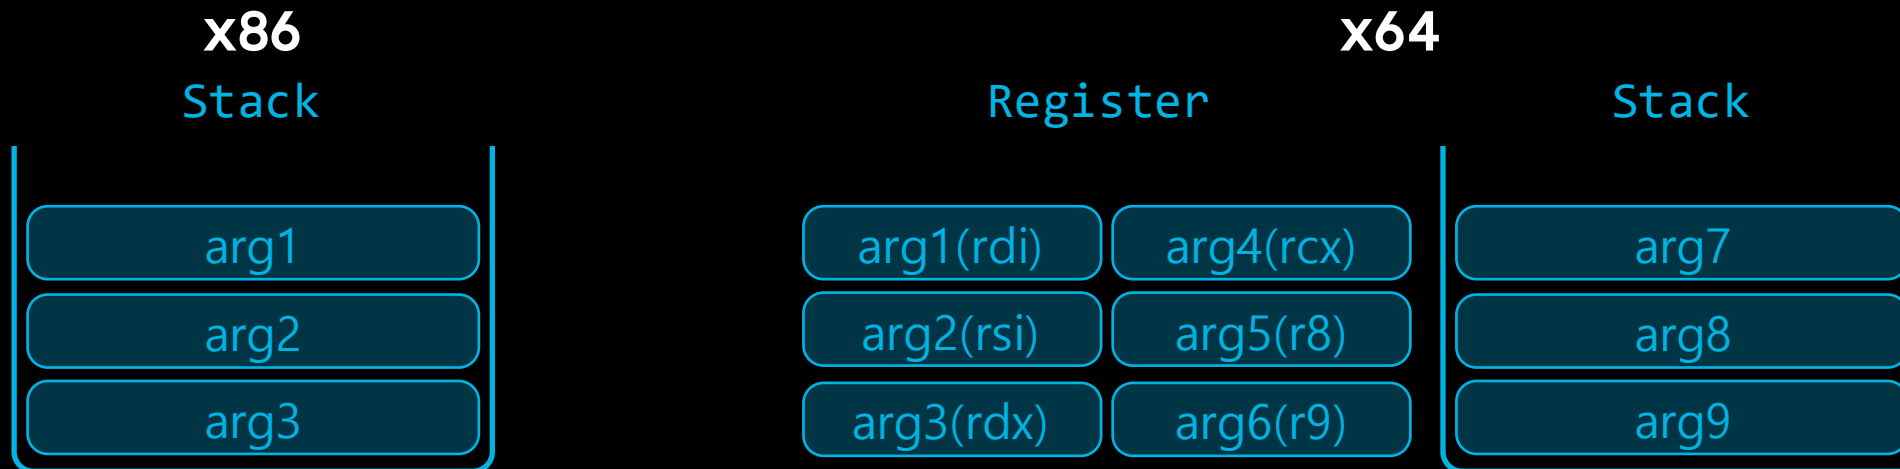 x86
Stack
arg1
arg2
arg3
x64
Register
arg1(rdi)
arg4(rcx)
arg2(rsi)
arg5(r8)
arg3(rdx)
arg6(r9)
Stack
arg7
arg8
arg9